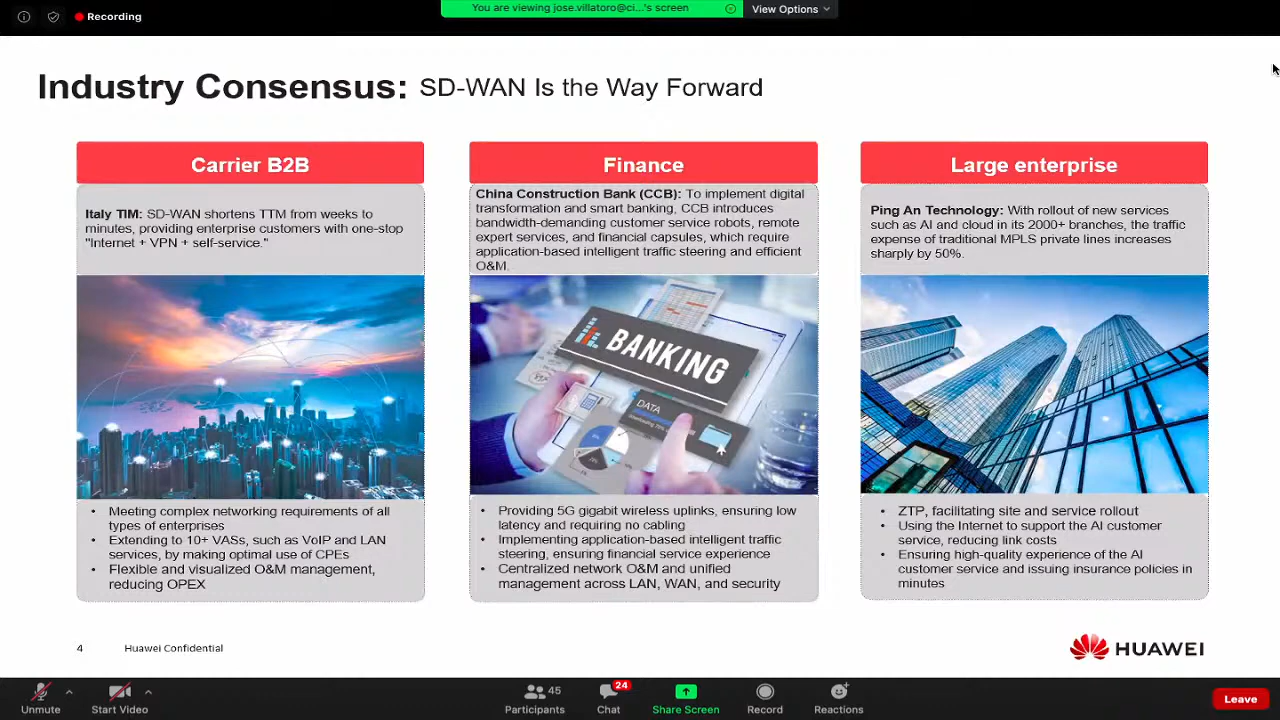 Recording
You are viewing jose.villatoro@ci...'s screen
View Options
Industry Consensus: SD-WAN Is the Way Forward
Carrier B2B
Italy TIM: SD-WAN shortens TTM from weeks to
minutes, providing enterprise customers with one-stop
"Internet + VPN + self-service."
• Meeting complex networking requirements of all
types of enterprises
• Extending to 10+ VASs, such as VoIP and LAN
services, by making optimal use of CPEs
• Flexible and visualized O&M management,
reducing OPEX
Finance
China Construction Bank (CCB): To implement digital
transformation and smart banking, CCB introduces
bandwidth-demanding customer service robots, remote
expert services, and financial capsules, which require
application-based intelligent traffic steering and efficient
O&M.
BANKING
DATA
• Providing 5G gigabit wireless uplinks, ensuring low
latency and requiring no cabling
• Implementing application-based intelligent traffic
steering, ensuring financial service experience
• Centralized network O&M and unified
management across LAN, WAN, and security
Large enterprise
Ping An Technology: With rollout of new services
such as AI and cloud in its 2000+ branches, the traffic
expense of traditional MPLS private lines increases
sharply by 50%.
• ZTP, facilitating site and service rollout
• Using the Internet to support the AI customer
service, reducing link costs
• Ensuring high-quality experience of the AI
customer service and issuing insurance policies in
minutes
4
Huawei Confidential
HUAWEI
Unmute
Start Video
45
Participants
24
Chat
Share Screen
Record
Reactions
Leave